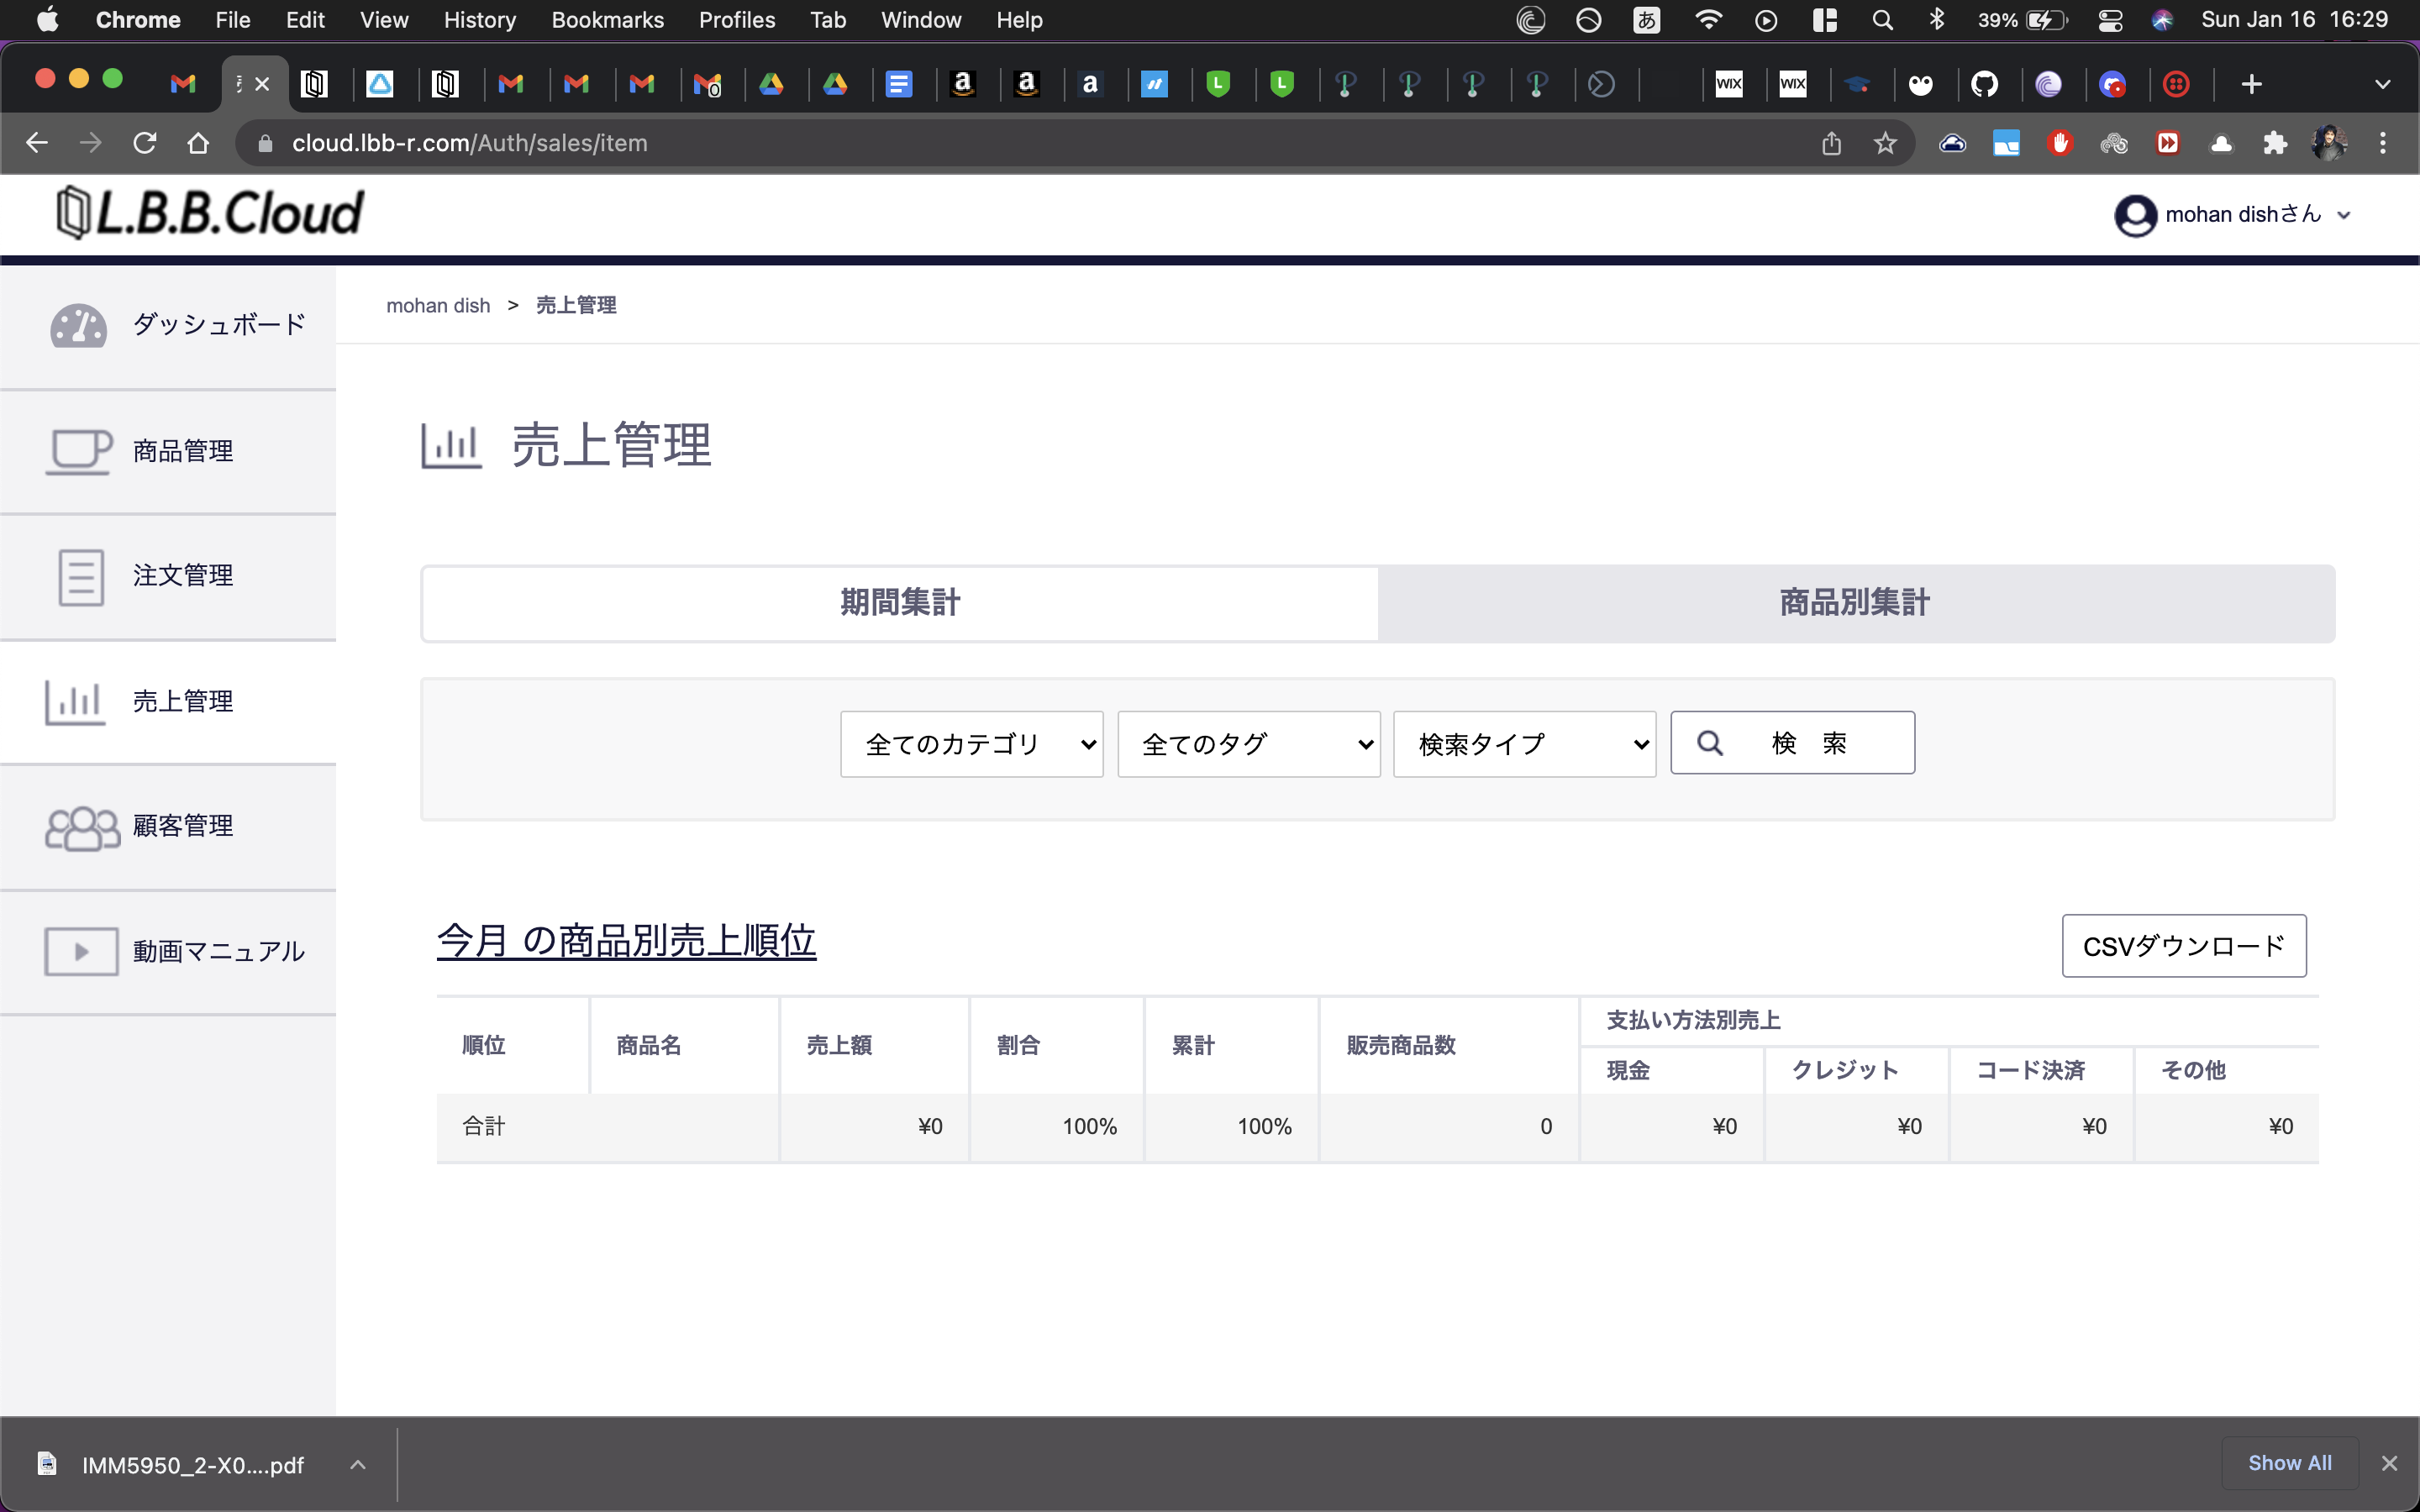 Chrome File Edit View History Bookmarks Profiles Tab Window Help あ 39% Sun Jan 16 16:29
cloud.lbb-r.com/Auth/sales/item
L.B.B.Cloud
mohan dishさん
ダッシュボード
商品管理
注文管理
売上管理
顧客管理
動画マニュアル
mohan dish > 売上管理
売上管理
期間集計 商品別集計
全てのカテゴリ 全てのタグ 検索タイプ 検 索
今月 の商品別売上順位
CSVダウンロード
順位 商品名 売上額 割合 累計 販売商品数 支払い方法別売上
現金 クレジット コード決済 その他
合計 ¥0 100% 100% 0 ¥0 ¥0 ¥0 ¥0
IMM5950_2-X0....pdf
Show All